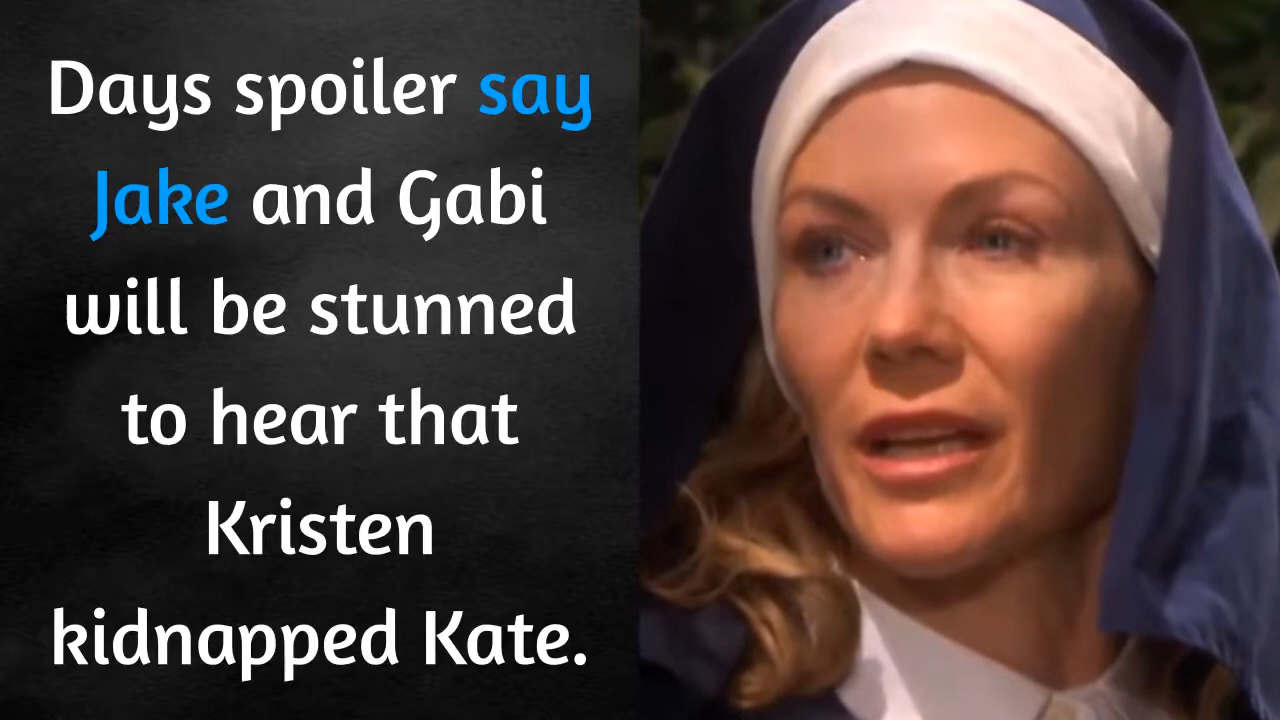 Days spoiler say
Jake and Gabi
will be stunned
to hear that
Kristen
kidnapped Kate.